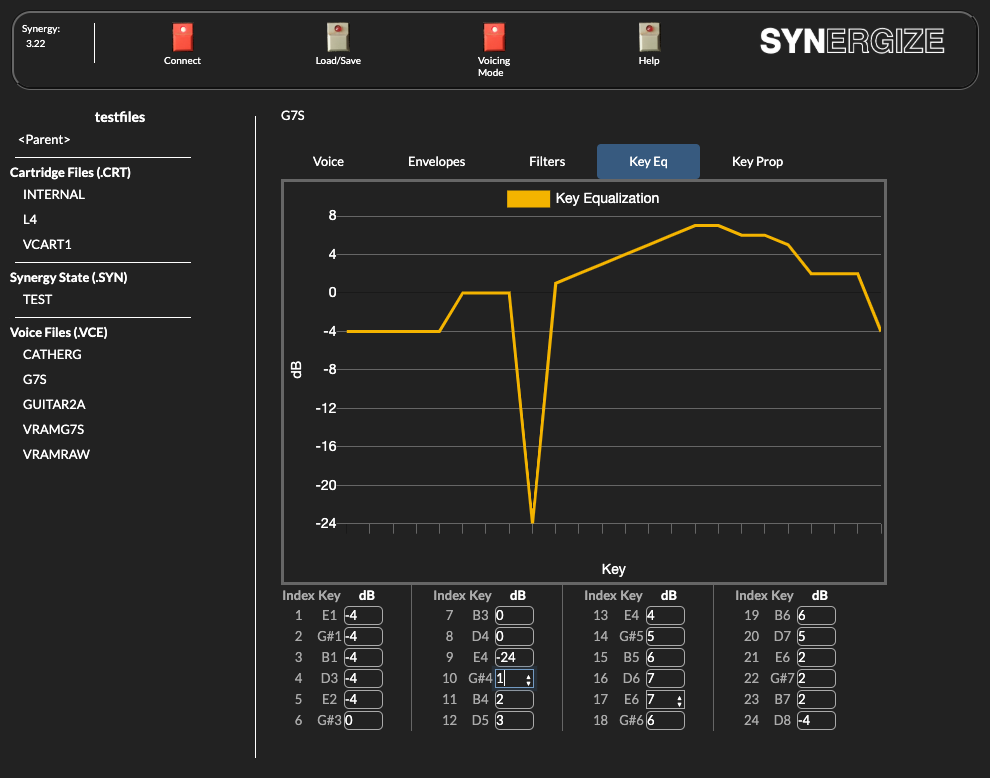 Synergy:
3.22
Connect
Load/Save
Voicing
Mode
Help
SYNERGIZE
testfiles
<Parent>
Cartridge Files (.CRT)
INTERNAL
L4
VCART1
Synergy State (.SYN)
TEST
Voice Files (.VCE)
CATHERG
G7S
GUITAR2A
VRAMG7S
VRAMRAW
G7S
Voice Envelopes Filters Key Eq Key Prop
Key Equalization
8
4
0
-4
-8
-12
-16
-20
-24
dB
Key
Index Key dB Index Key dB Index Key dB Index Key dB
1 E1 -4 7 B3 0 13 E4 4 19 B6 6
2 G#1 -4 8 D4 0 14 G#5 5 20 D7 5
3 B1 -4 9 E4 -24 15 B5 6 21 E6 2
4 D3 -4 10 G#4 1 16 D6 7 22 G#7 2
5 E2 -4 11 B4 2 17 E6 7 23 B7 2
6 G#3 0 12 D5 3 18 G#6 6 24 D8 -4